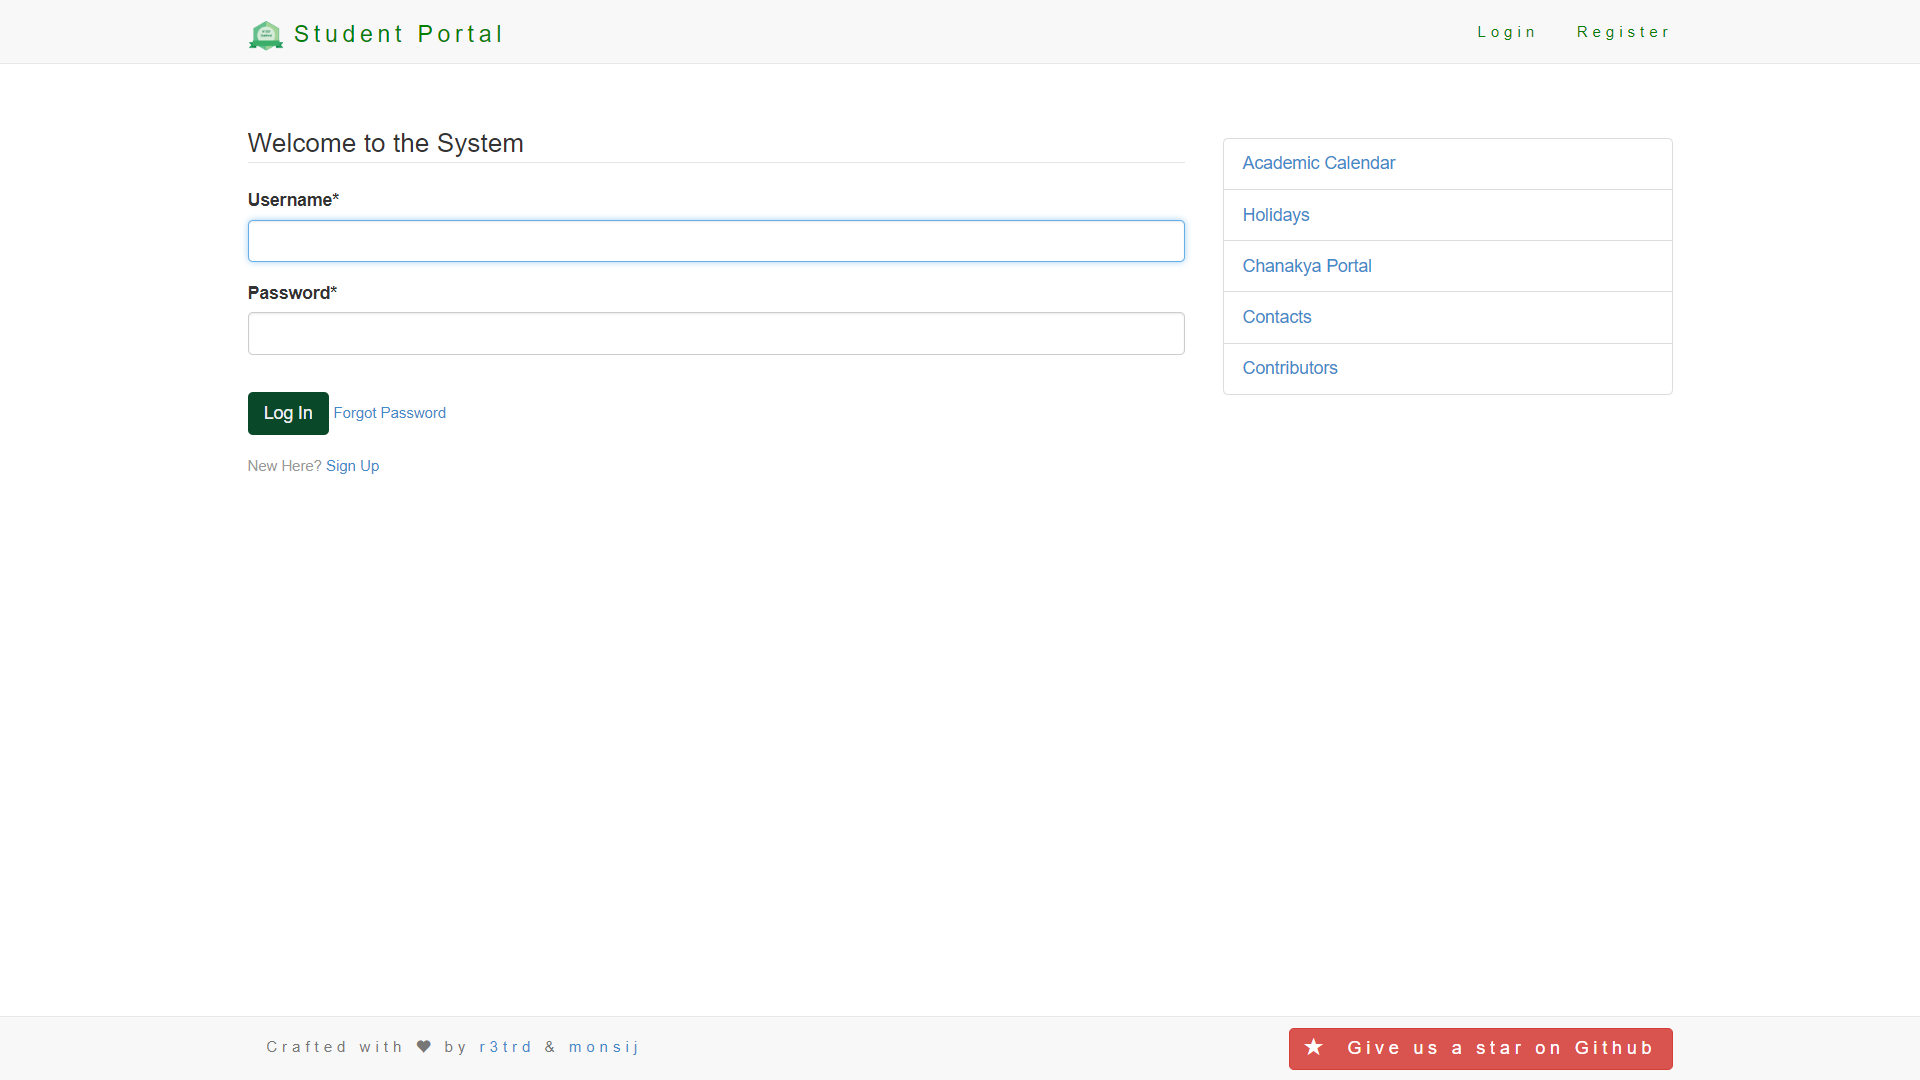 Student Portal
Login
Register
Welcome to the System
Username*
Password*
Log In Forgot Password
New Here? Sign Up
Academic Calendar
Holidays
Chanakya Portal
Contacts
Contributors
Crafted with ♥ by r3trd & monsij
★ Give us a star on Github